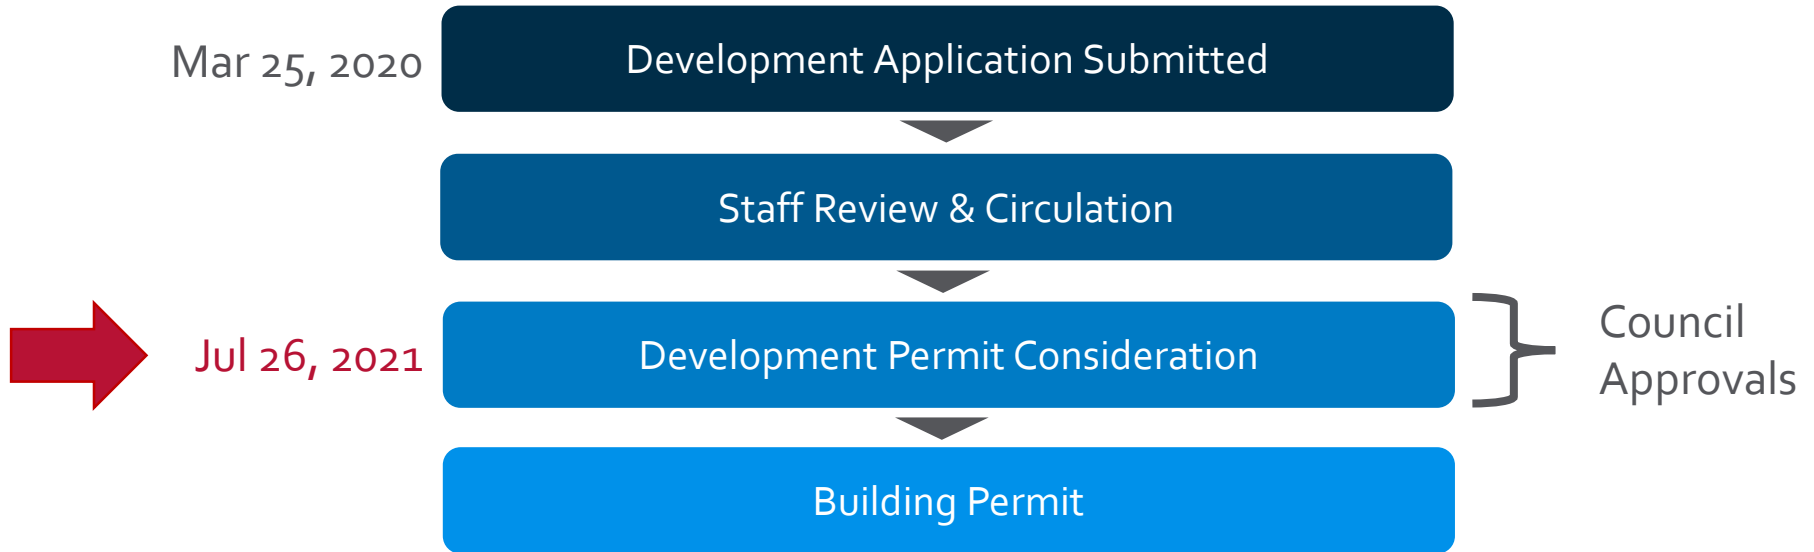 Mar 25, 2020
Development Application Submitted
Staff Review & Circulation
Jul 26, 2021
Development Permit Consideration
Council
Approvals
Building Permit